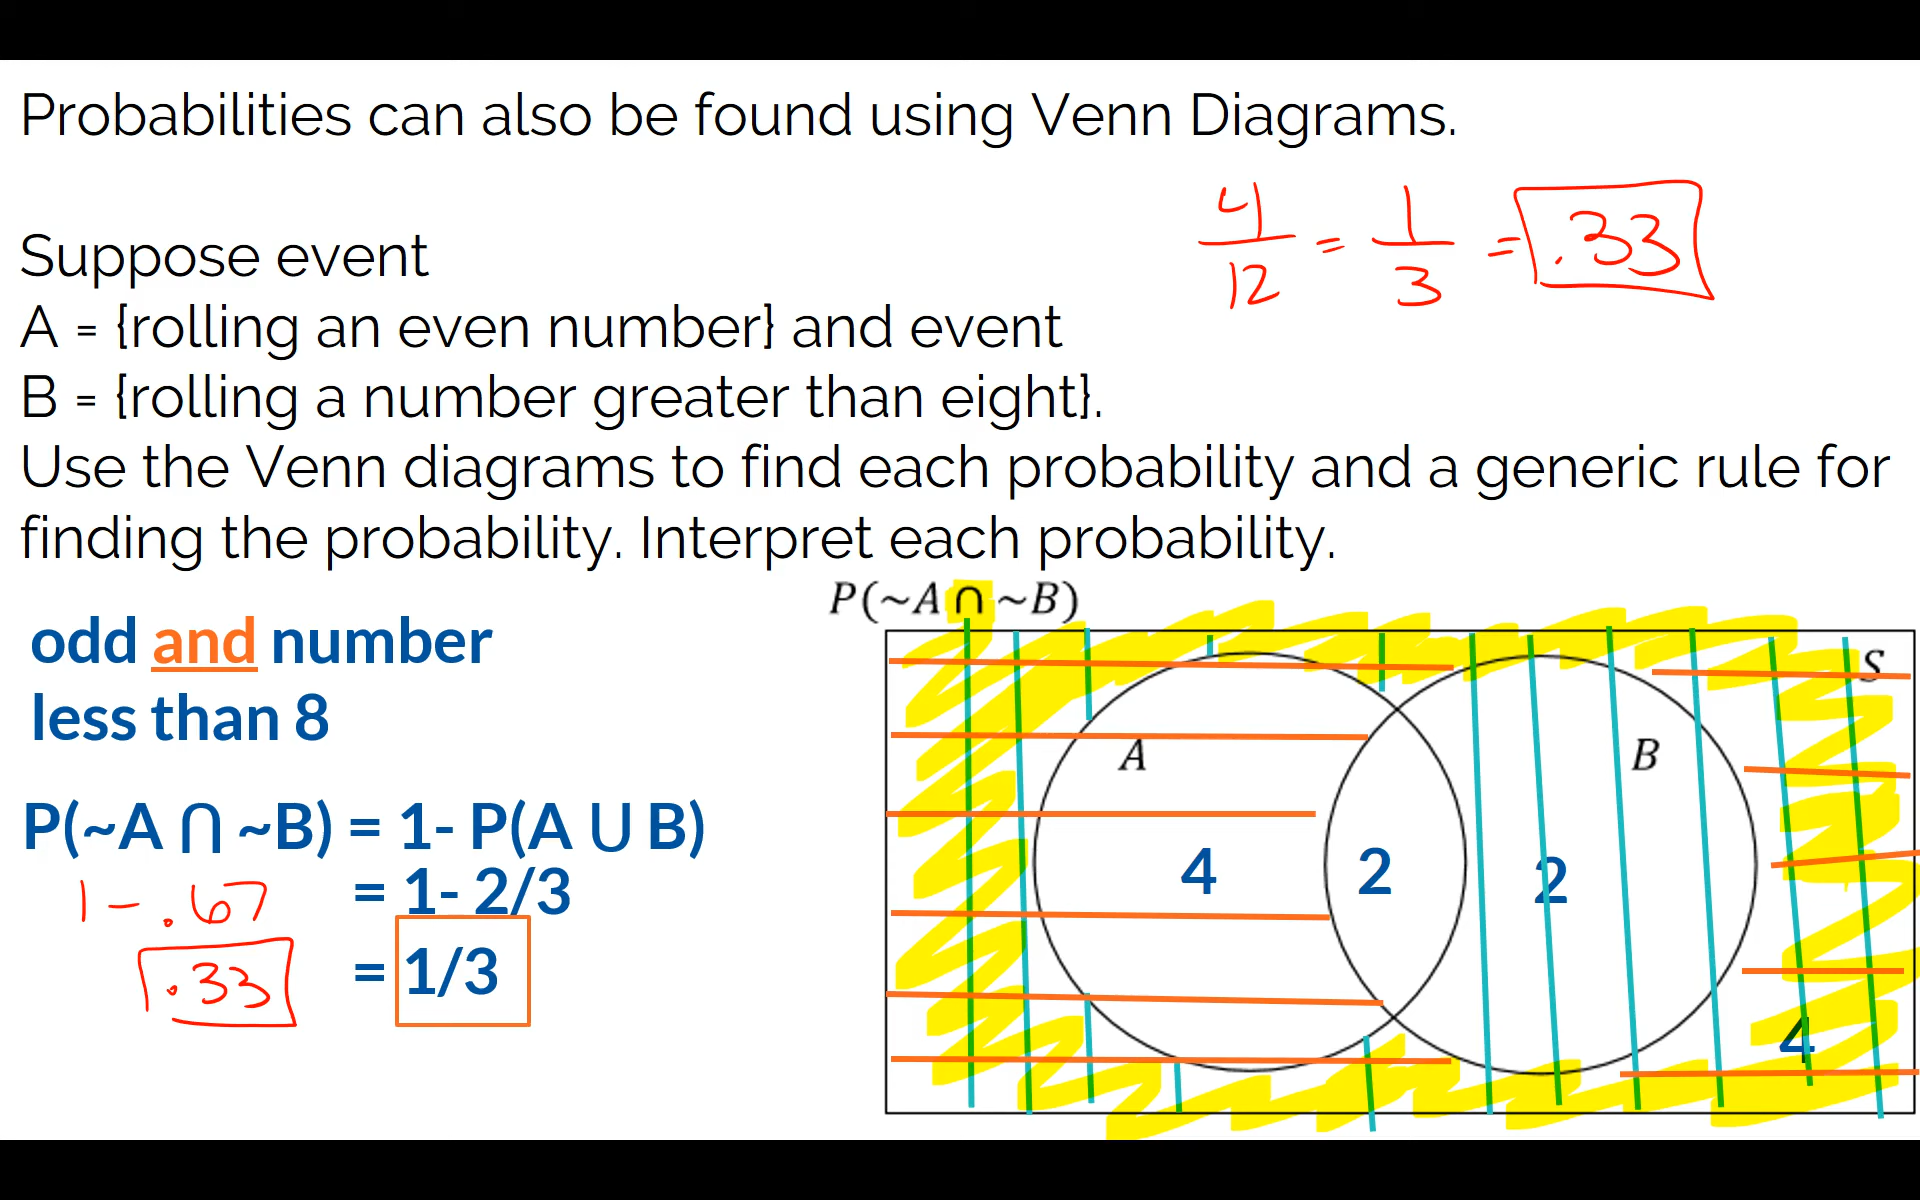 Probabilities can also be found using Venn Diagrams.
4/12 = 1/3 = .33
Suppose event
A = {rolling an even number} and event
B = {rolling a number greater than eight}.
Use the Venn diagrams to find each probability and a generic rule for
finding the probability. Interpret each probability.
P(~A ∩ ~B)
odd and number
less than 8
P(~A ∩ ~B) = 1- P(A ∪ B)
= 1- 2/3
= 1/3
1 - .67
.33
S
A
B
4
2
2
4